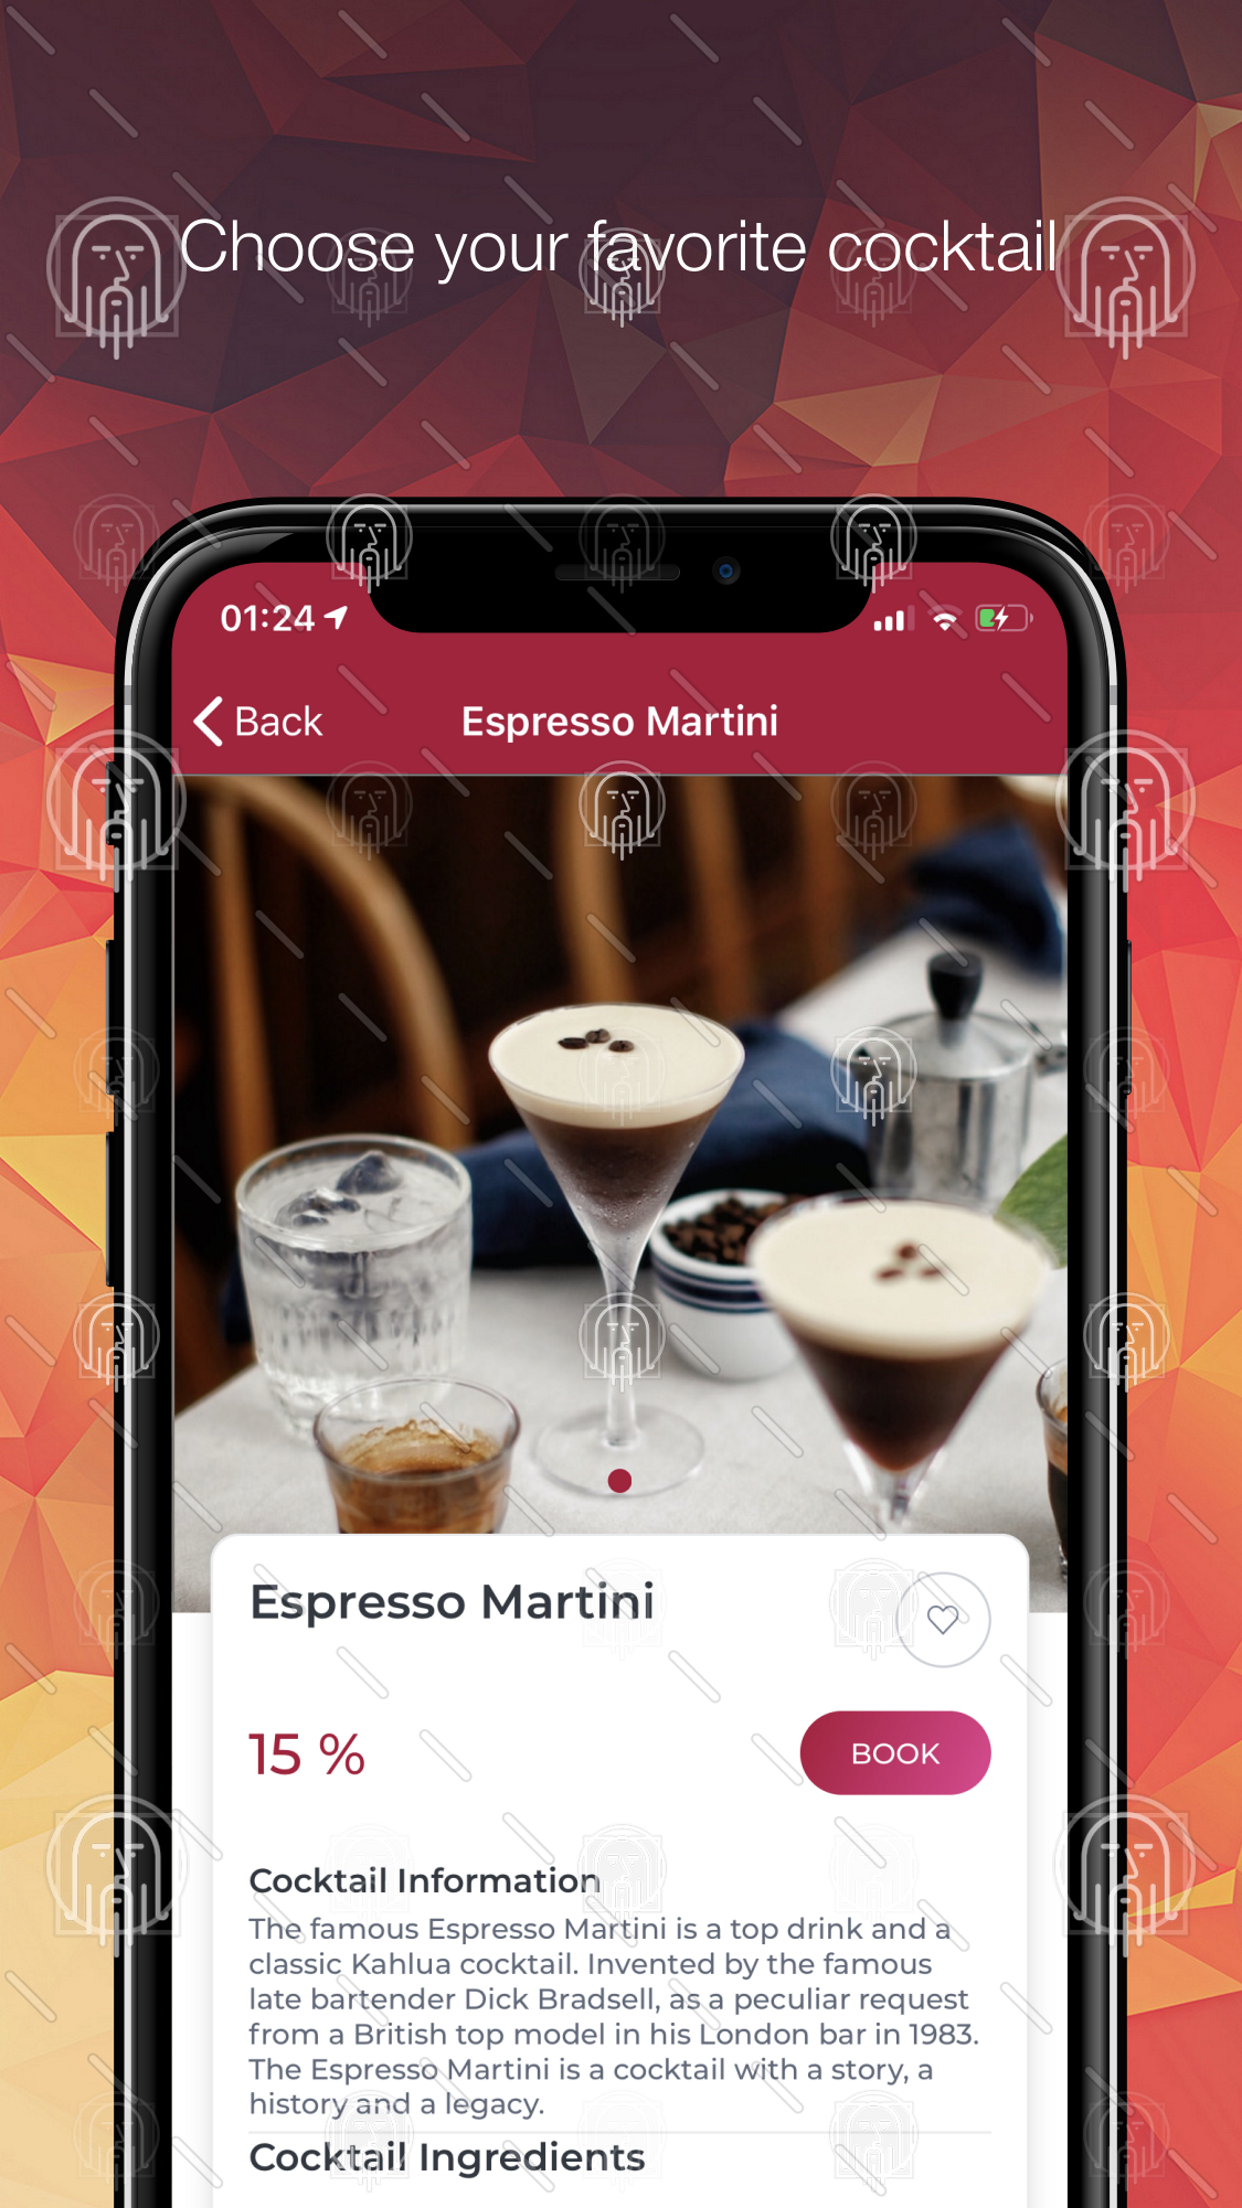 Choose your favorite cocktail
01:24
Back
Espresso Martini
Espresso Martini
15 %
BOOK
Cocktail Information
The famous Espresso Martini is a top drink and a
classic Kahlua cocktail. Invented by the famous
late bartender Dick Bradsell, as a peculiar request
from a British top model in his London bar in 1983.
The Espresso Martini is a cocktail with a story, a
history and a legacy.
Cocktail Ingredients